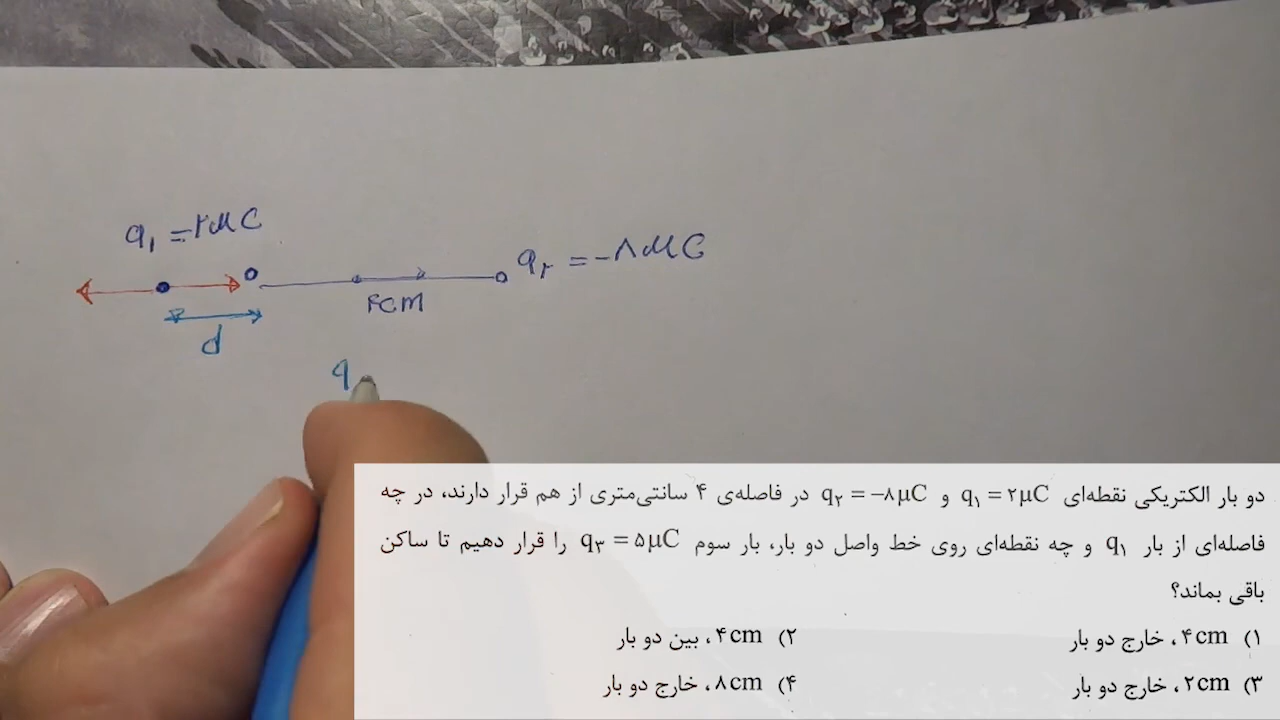 q₁ = ۲μC
q₂ = -۸μC
۴CM
d
q
دو بار الکتریکی نقطه‌ای q₁ = ۲μC و q₂ = -۸μC در فاصله‌ی ۴ سانتی‌متری از هم قرار دارند، در چه
فاصله‌ای از بار q₁ و چه نقطه‌ای روی خط واصل دو بار، بار سوم q₃ = ۵μC را قرار دهیم تا ساکن
باقی بماند؟
۱) ۴cm، خارج دو بار
۲) ۴cm، بین دو بار
۳) ۲cm، خارج دو بار
۴) ۸cm، خارج دو بار